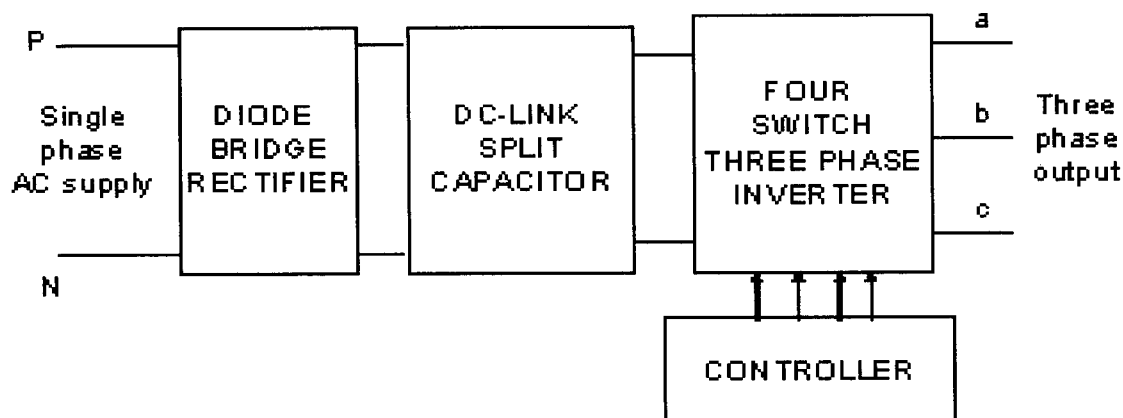 P
Single
phase
AC supply
N
DIODE
BRIDGE
RECTIFIER
DC-LINK
SPLIT
CAPACITOR
FOUR
SWITCH
THREE PHASE
INVERTER
a
b
c
Three
phase
output
CONTROLLER